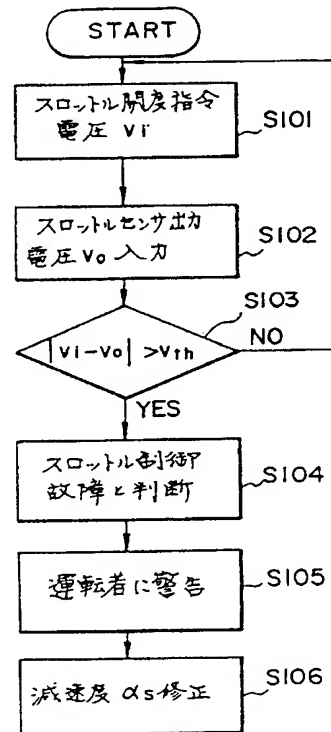 START
スロットル開度指令
電圧 Vi
S101
スロットルセンサ出力
電圧 Vo 入力
S102
S103
|Vi-Vo| >Vth
NO
YES
スロットル制御
故障と判断
S104
運転者に警告
S105
減速度 αs 修正
S106